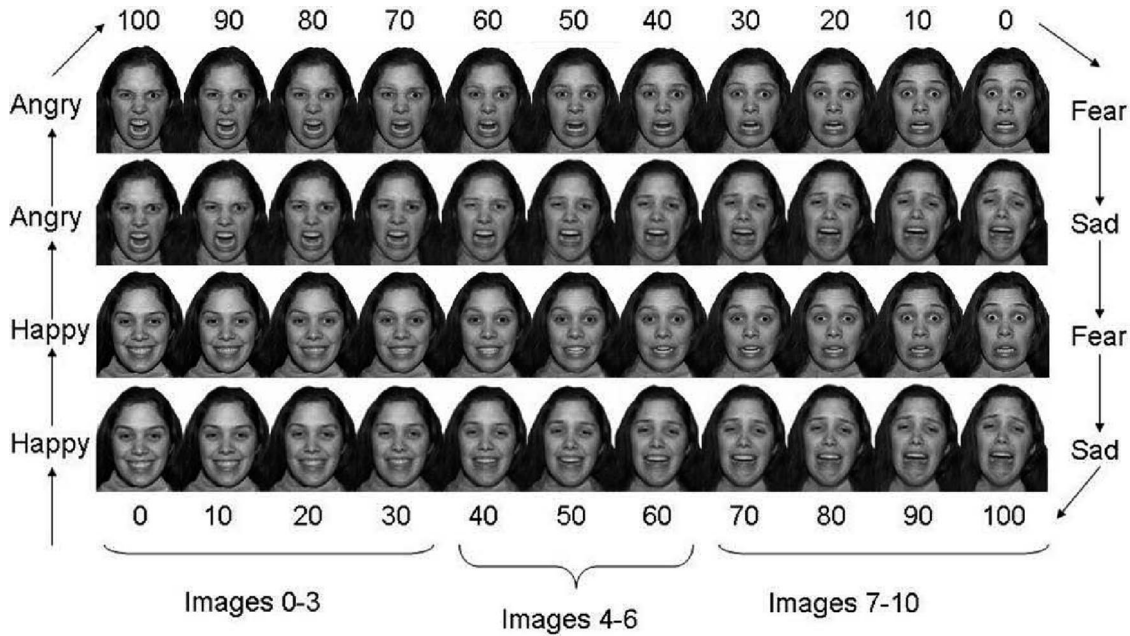 100 90 80 70 60 50 40 30 20 10 0
Angry Fear
Angry Sad
Happy Fear
Happy Sad
0 10 20 30 40 50 60 70 80 90 100
Images 0-3 Images 4-6 Images 7-10